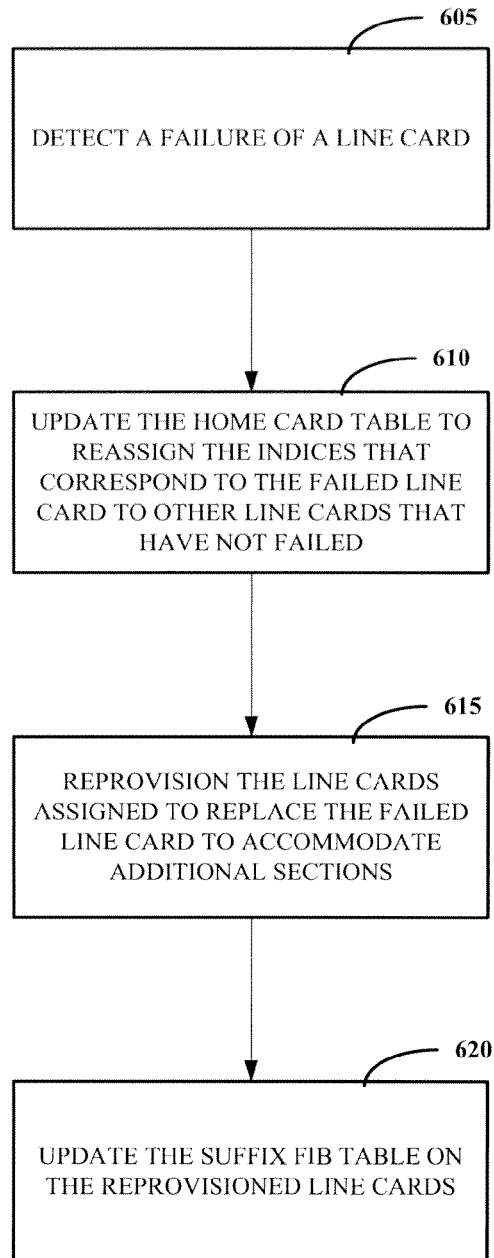 605
DETECT A FAILURE OF A LINE CARD
610
UPDATE THE HOME CARD TABLE TO
REASSIGN THE INDICES THAT
CORRESPOND TO THE FAILED LINE
CARD TO OTHER LINE CARDS THAT
HAVE NOT FAILED
615
REPROVISION THE LINE CARDS
ASSIGNED TO REPLACE THE FAILED
LINE CARD TO ACCOMMODATE
ADDITIONAL SECTIONS
620
UPDATE THE SUFFIX FIB TABLE ON
THE REPROVISIONED LINE CARDS